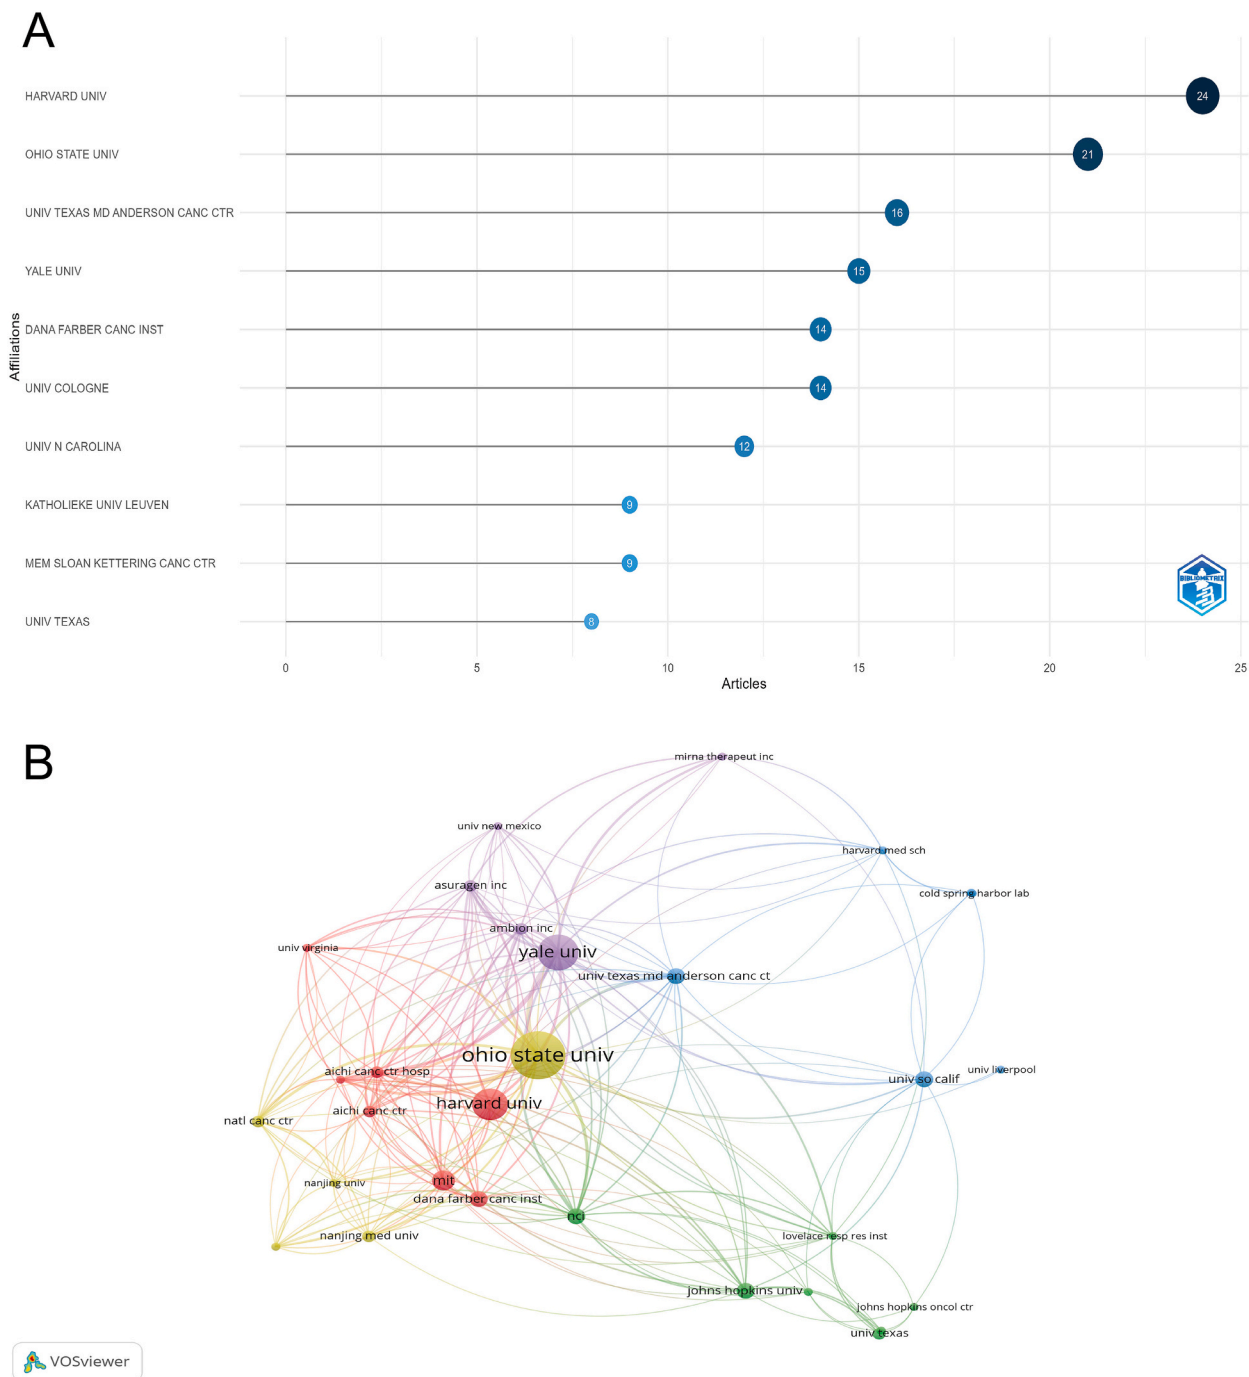 A
HARVARD UNIV
24
OHIO STATE UNIV
21
UNIV TEXAS MD ANDERSON CANC CTR
16
YALE UNIV
15
Affiliations
DANA FARBER CANC INST
14
UNIV COLOGNE
14
UNIV N CAROLINA
12
KATHOLIEKE UNIV LEUVEN
9
MEM SLOAN KETTERING CANC CTR
9
BIBLIOMETRIX
UNIV TEXAS
8
0 5 10 15 20 25
Articles
B
mirna therapeut inc
univ new mexico
harvard med sch
asuragen inc
cold spring harbor lab
ambion inc
univ virginia
yale univ
univ texas md anderson canc ct
ohio state univ
aichi canc ctr hosp
univ so calif
univ liverpool
harvard univ
aichi canc ctr
natl canc ctr
mit
nanjing univ
dana farber canc inst
nci
nanjing med univ
lovelace resp res inst
johns hopkins univ
johns hopkins oncol ctr
univ texas
VOSviewer